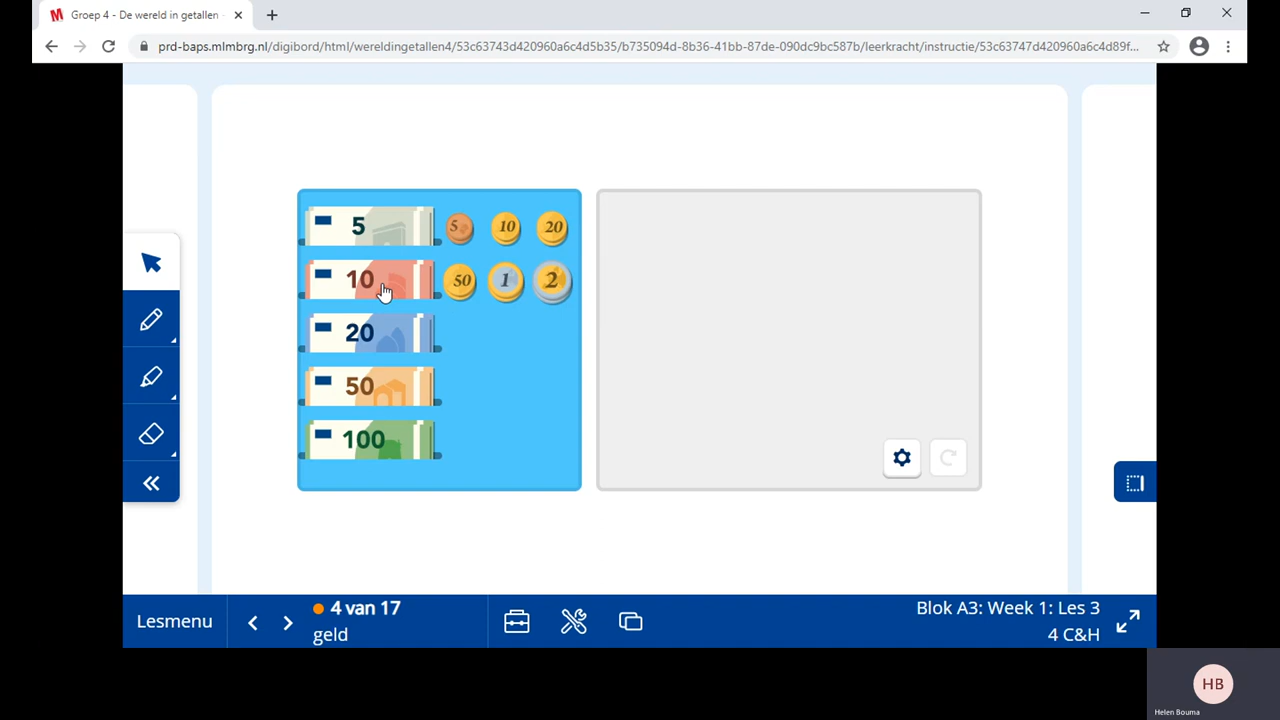 Groep 4 - De wereld in getallen -
prd-baps.mlmbrg.nl/digibord/html/wereldingetallen4/53c63743d420960a6c4d5b35/b735094d-8b36-41bb-87de-090dc9bc587b/leerkracht/instructie/53c63747d420960a6c4d89f...
5 5 10 20
10 50 1 2
20
50
100
Lesmenu
4 van 17
geld
Blok A3: Week 1: Les 3
4 C&H
HB
Helen Bouma